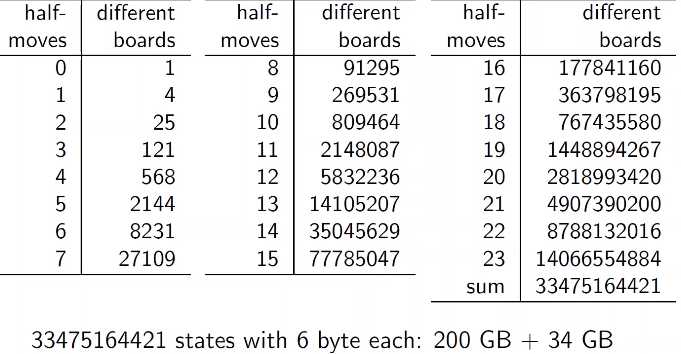 half- different half- different half- different
moves boards moves boards moves boards
0 1 8 91295 16 177841160
1 4 9 269531 17 363798195
2 25 10 809464 18 767435580
3 121 11 2148087 19 1448894267
4 568 12 5832236 20 2818993420
5 2144 13 14105207 21 4907390200
6 8231 14 35045629 22 8788132016
7 27109 15 77785047 23 14066554884
sum 33475164421
33475164421 states with 6 byte each: 200 GB + 34 GB